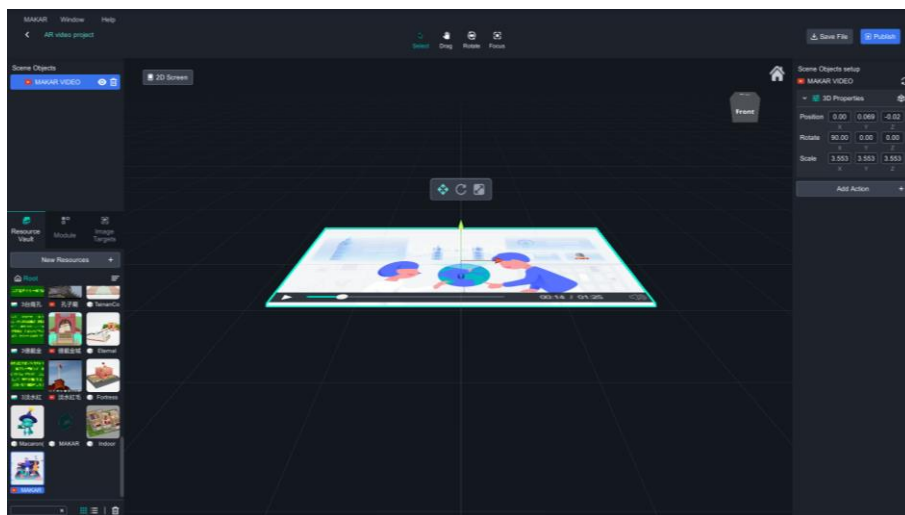 MAKAR Window Help
AR video project
Select Drag Rotate Focus
Save File
Publish
Scene Objects
MAKAR VIDEO
2D Screen
Front
Scene Objects setup
MAKAR VIDEO
3D Properties
Position 0.00 0.069 -0.02
X Y Z
Rotate 90.00 0.00 0.00
X Y Z
Scale 3.553 3.553 3.553
X Y Z
Add Action +
00:14 / 01:25
Resource Vault
Module
Image Targets
New Resources +
Root
Eternal
Fortress
MAKAR
Indoor
MAKAR